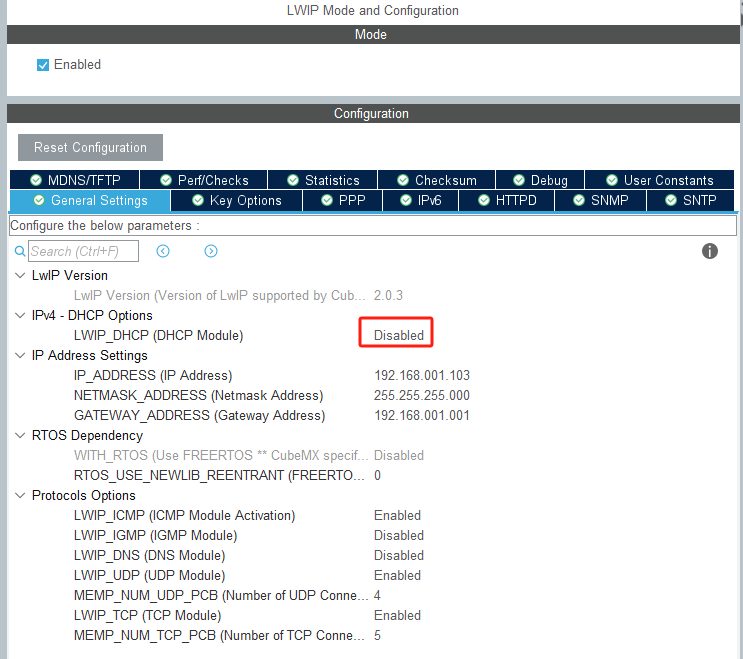 LWIP Mode and Configuration
Mode
Enabled
Configuration
Reset Configuration
MDNS/TFTP Perf/Checks Statistics Checksum Debug User Constants
General Settings Key Options PPP IPv6 HTTPD SNMP SNTP
Configure the below parameters :
Search (Ctrl+F)
LwIP Version
LwIP Version (Version of LwIP supported by Cub... 2.0.3
IPv4 - DHCP Options
LWIP_DHCP (DHCP Module) Disabled
IP Address Settings
IP_ADDRESS (IP Address) 192.168.001.103
NETMASK_ADDRESS (Netmask Address) 255.255.255.000
GATEWAY_ADDRESS (Gateway Address) 192.168.001.001
RTOS Dependency
WITH_RTOS (Use FREERTOS ** CubeMX specif... Disabled
RTOS_USE_NEWLIB_REENTRANT (FREERTO... 0
Protocols Options
LWIP_ICMP (ICMP Module Activation) Enabled
LWIP_IGMP (IGMP Module) Disabled
LWIP_DNS (DNS Module) Disabled
LWIP_UDP (UDP Module) Enabled
MEMP_NUM_UDP_PCB (Number of UDP Conne... 4
LWIP_TCP (TCP Module) Enabled
MEMP_NUM_TCP_PCB (Number of TCP Conne... 5